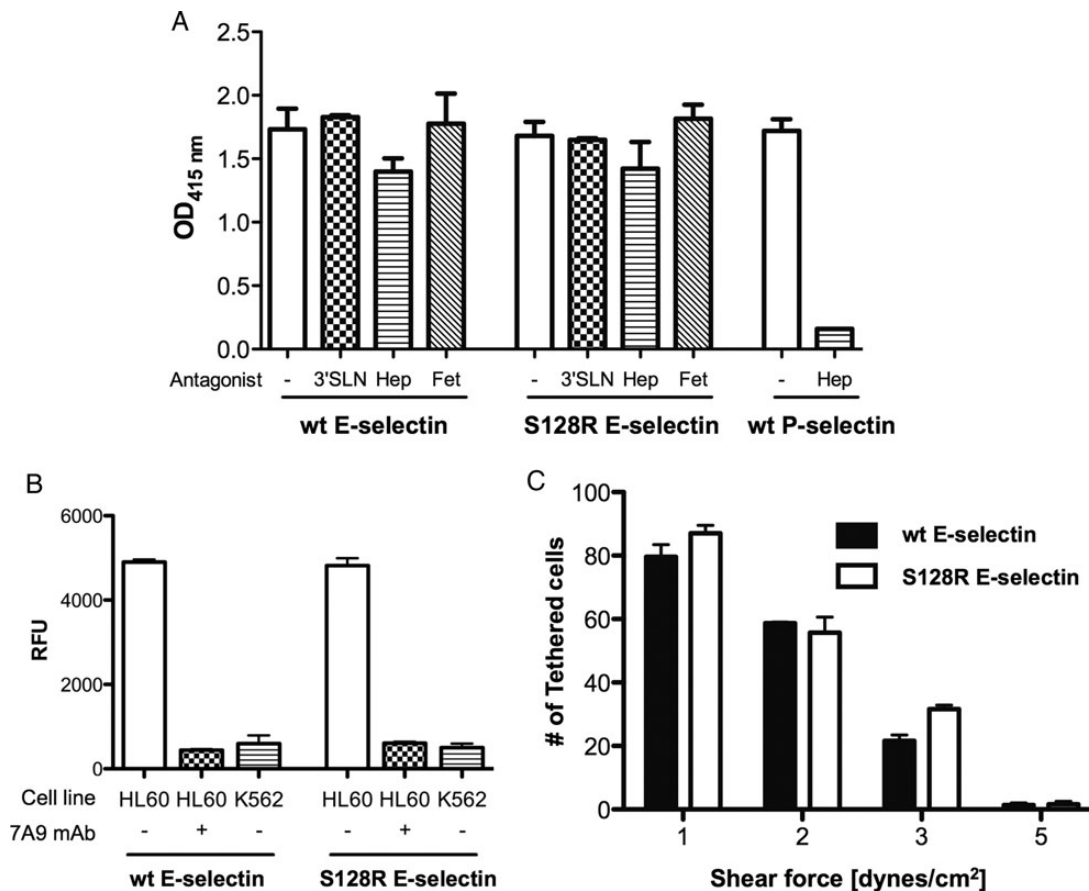 A
2.5
2.0
1.5
1.0
0.5
0.0
OD415 nm
Antagonist - 3'SLN Hep Fet - 3'SLN Hep Fet - Hep
wt E-selectin S128R E-selectin wt P-selectin
B
6000
4000
2000
0
RFU
Cell line HL60 HL60 K562 HL60 HL60 K562
7A9 mAb - + - - + -
wt E-selectin S128R E-selectin
C
100
80
60
40
20
0
# of Tethered cells
wt E-selectin
S128R E-selectin
1 2 3 5
Shear force [dynes/cm²]